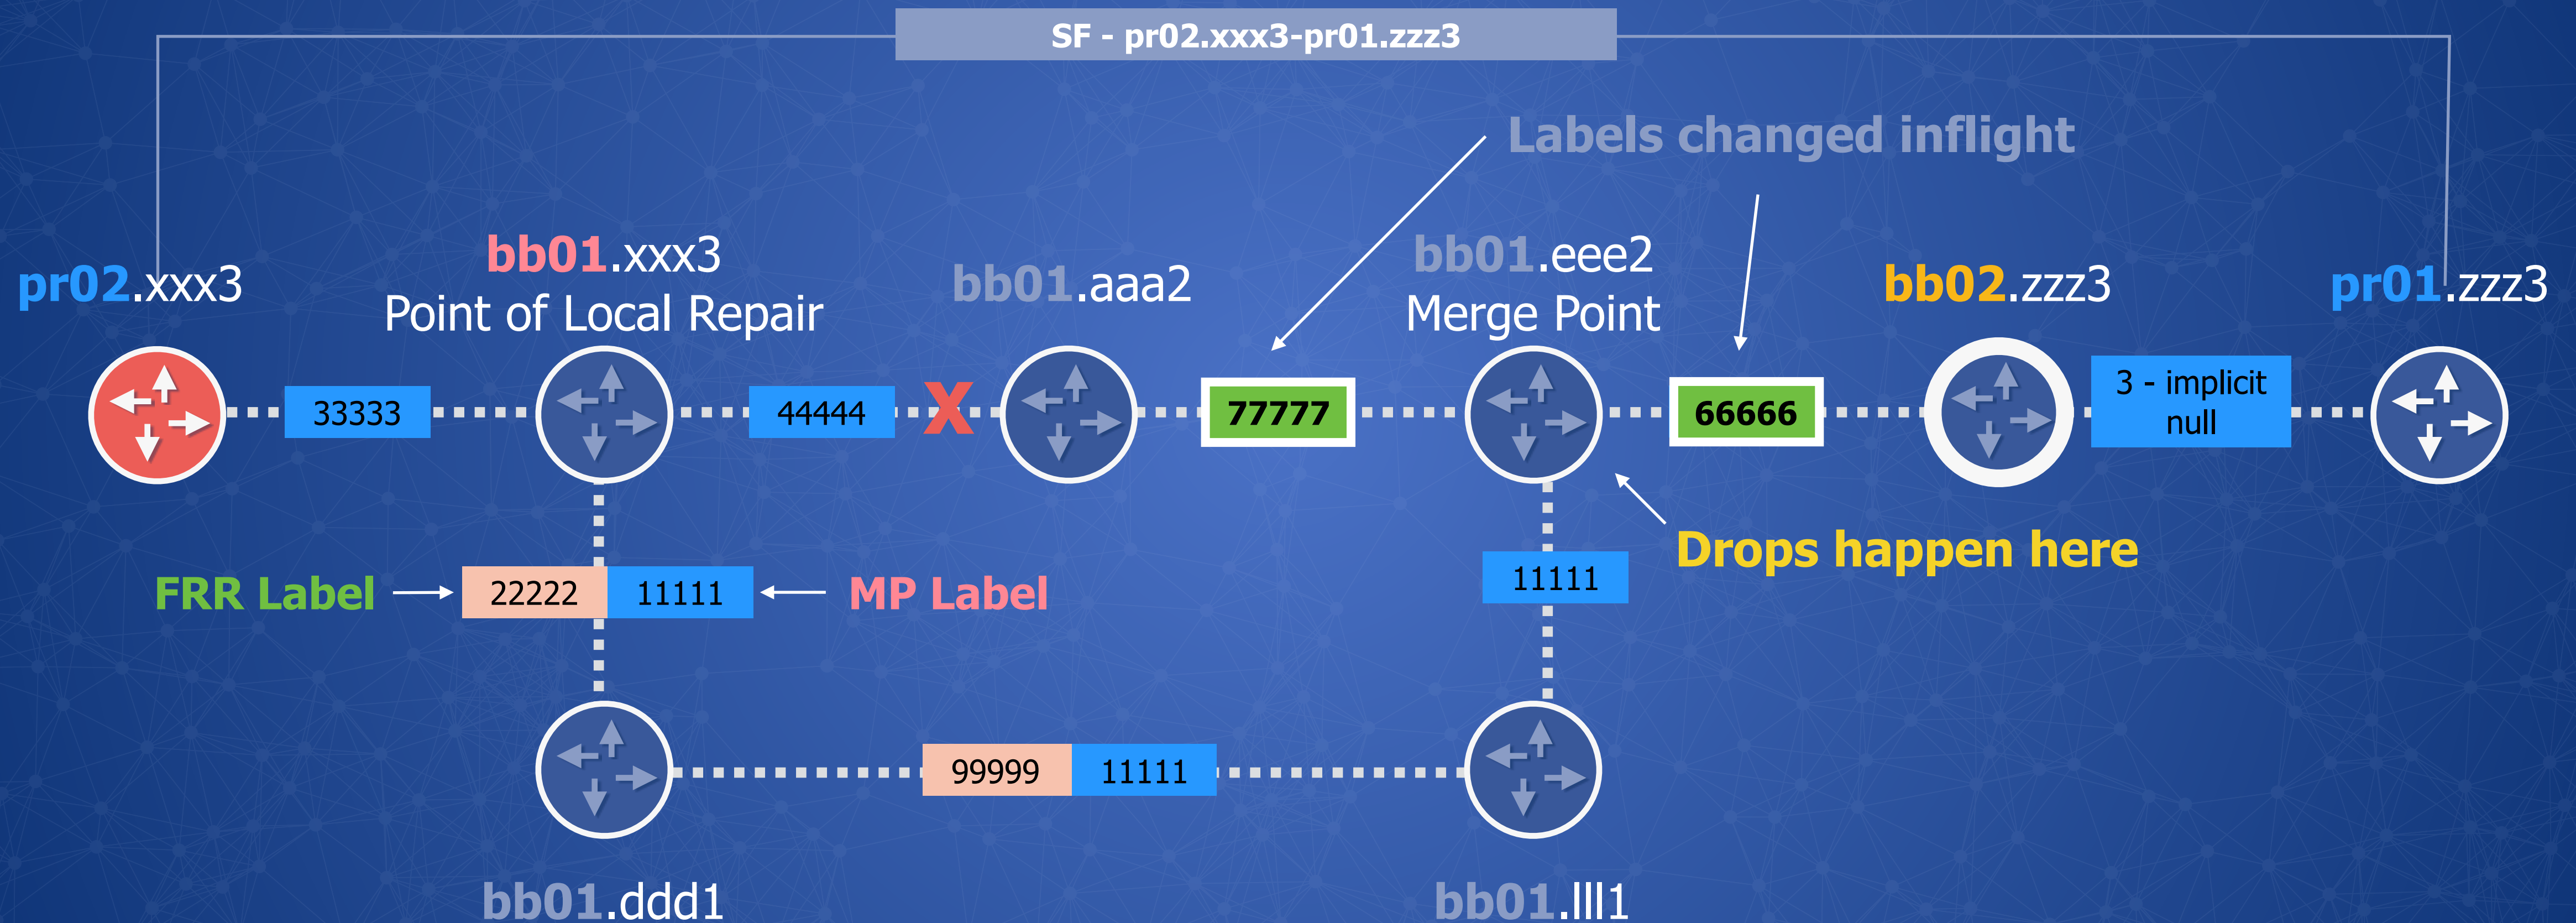 SF - pr02.xxx3-pr01.zzz3
Labels changed inflight
pr02.xxx3
bb01.xxx3
Point of Local Repair
bb01.aaa2
bb01.eee2
Merge Point
bb02.zzz3
pr01.zzz3
33333
44444
X
77777
66666
3 - implicit
null
Drops happen here
FRR Label
22222
11111
MP Label
11111
99999
11111
bb01.ddd1
bb01.lll1